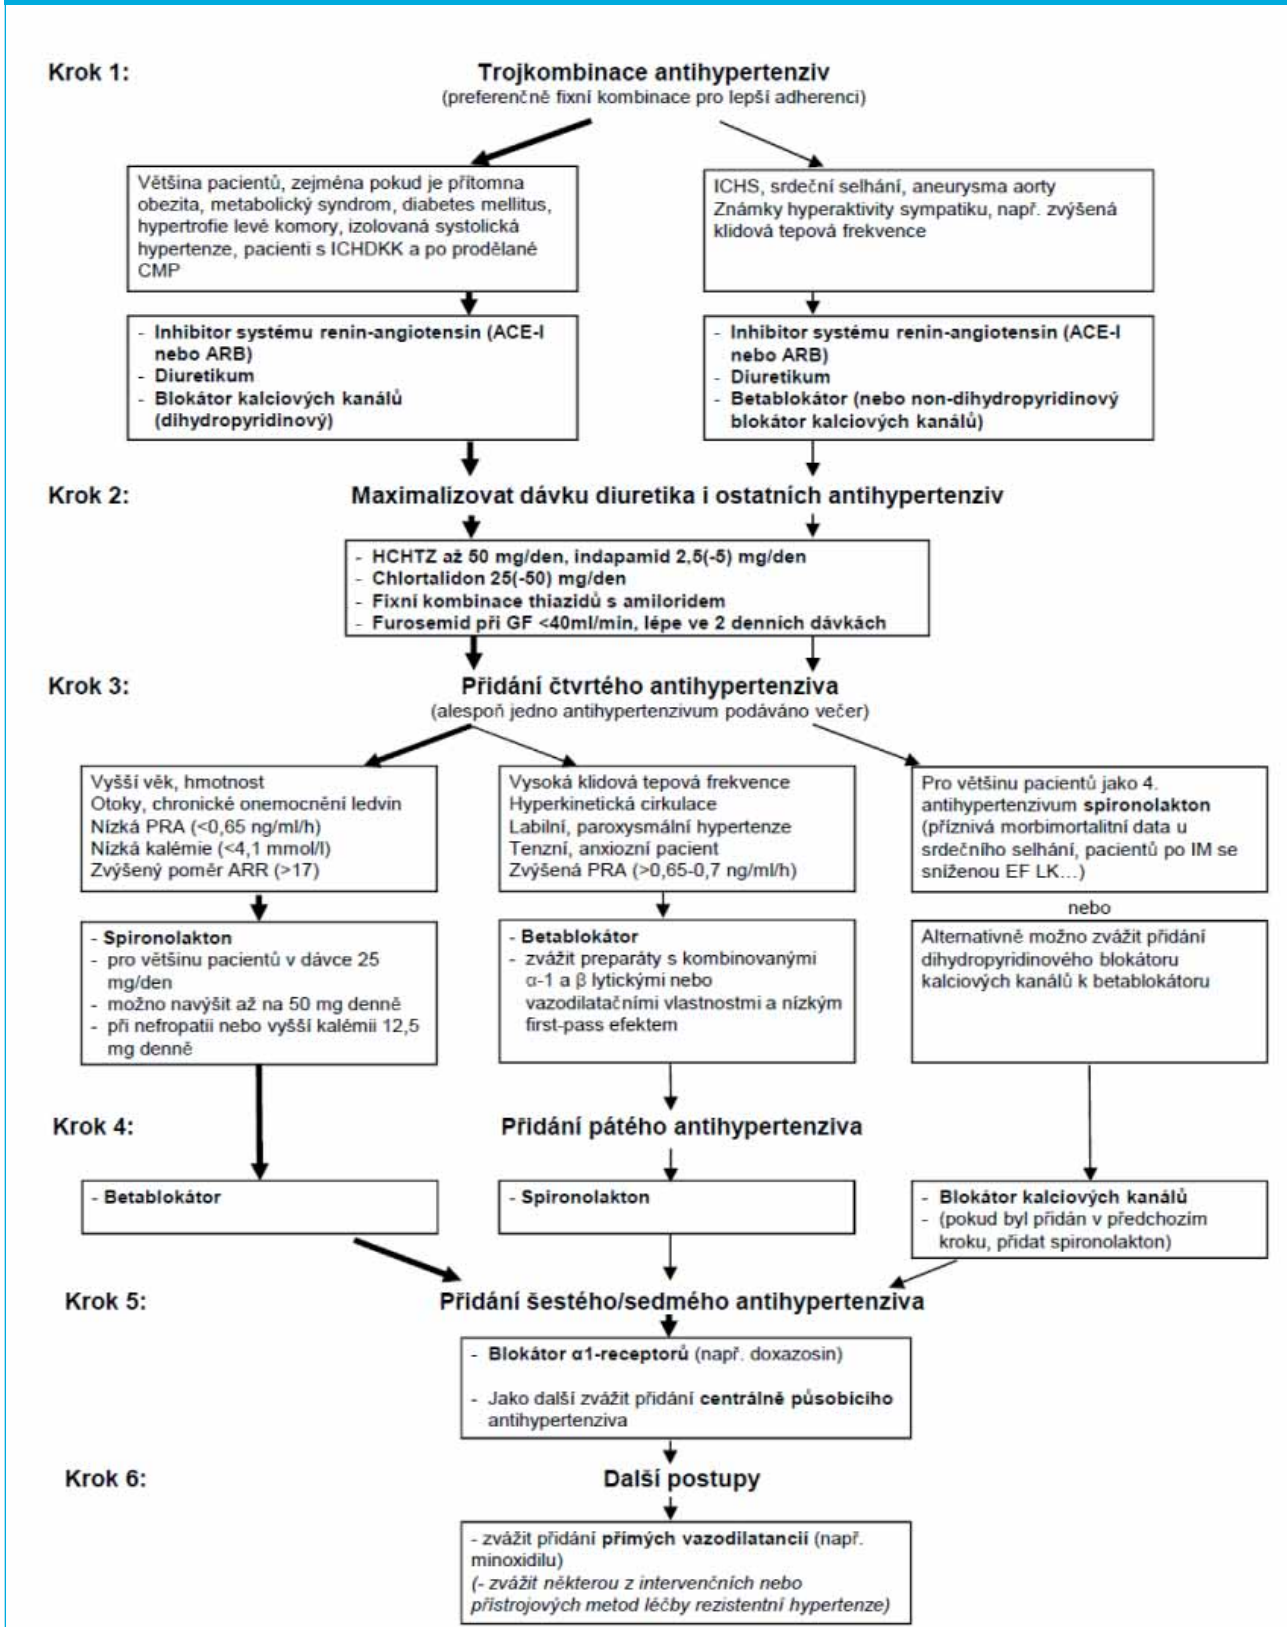 Krok 1:
Trojkombinace antihypertenziv
(preferenčně fixní kombinace pro lepší adherenci)
Většina pacientů, zejména pokud je přítomna
obezita, metabolický syndrom, diabetes mellitus,
hypertrofie levé komory, izolovaná systolická
hypertenze, pacienti s ICHDKK a po prodělané
CMP
ICHS, srdeční selhání, aneurysma aorty
Známky hyperaktivity sympatiku, např. zvýšená
klidová tepová frekvence
- Inhibitor systému renin-angiotensin (ACE-I
nebo ARB)
- Diuretikum
- Blokátor kalciových kanálů
(dihydropyridinový)
- Inhibitor systému renin-angiotensin (ACE-I
nebo ARB)
- Diuretikum
- Betablokátor (nebo non-dihydropyridinový
blokátor kalciových kanálů)
Krok 2:
Maximalizovat dávku diuretika i ostatních antihypertenziv
- HCHTZ až 50 mg/den, indapamid 2,5(-5) mg/den
- Chlortalidon 25(-50) mg/den
- Fixní kombinace thiazidů s amiloridem
- Furosemid při GF <40ml/min, lépe ve 2 denních dávkách
Krok 3:
Přidání čtvrtého antihypertenziva
(alespoň jedno antihypertenzivum podáváno večer)
Vyšší věk, hmotnost
Otoky, chronické onemocnění ledvin
Nízká PRA (<0,65 ng/ml/h)
Nízká kalémie (<4,1 mmol/l)
Zvýšený poměr ARR (>17)
Vysoká klidová tepová frekvence
Hyperkinetická cirkulace
Labilní, paroxysmální hypertenze
Tenzní, anxiozní pacient
Zvýšená PRA (>0,65-0,7 ng/ml/h)
Pro většinu pacientů jako 4.
antihypertenzivum spironolakton
(příznivá morbimortalitní data u
srdečního selhání, pacientů po IM se
sníženou EF LK...)
nebo
- Spironolakton
- pro většinu pacientů v dávce 25
mg/den
- možno navýšit až na 50 mg denně
- při nefropatii nebo vyšší kalémii 12,5
mg denně
- Betablokátor
- zvážit preparáty s kombinovanými
α-1 a β lytickými nebo
vazodilatačními vlastnostmi a nízkým
first-pass efektem
Alternativně možno zvážit přidání
dihydropyridinového blokátoru
kalciových kanálů k betablokátoru
Krok 4:
Přidání pátého antihypertenziva
- Betablokátor
- Spironolakton
- Blokátor kalciových kanálů
- (pokud byl přidán v předchozím
kroku, přidat spironolakton)
Krok 5:
Přidání šestého/sedmého antihypertenziva
- Blokátor α1-receptorů (např. doxazosin)
- Jako další zvážit přidání centrálně působícího
antihypertenziva
Krok 6:
Další postupy
- zvážit přidání přímých vazodilatancií (např.
minoxidilu)
(- zvážit některou z intervenčních nebo
přístrojových metod léčby rezistentní hypertenze)